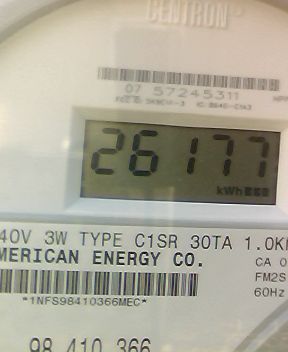 CENTRON
07 57245311
26177
kWh
40V 3W TYPE C1SR 30TA 1.0K
MERICAN ENERGY CO.
CA 0
FM2S
60Hz
*1NFS98410366MEC*
98 410 366